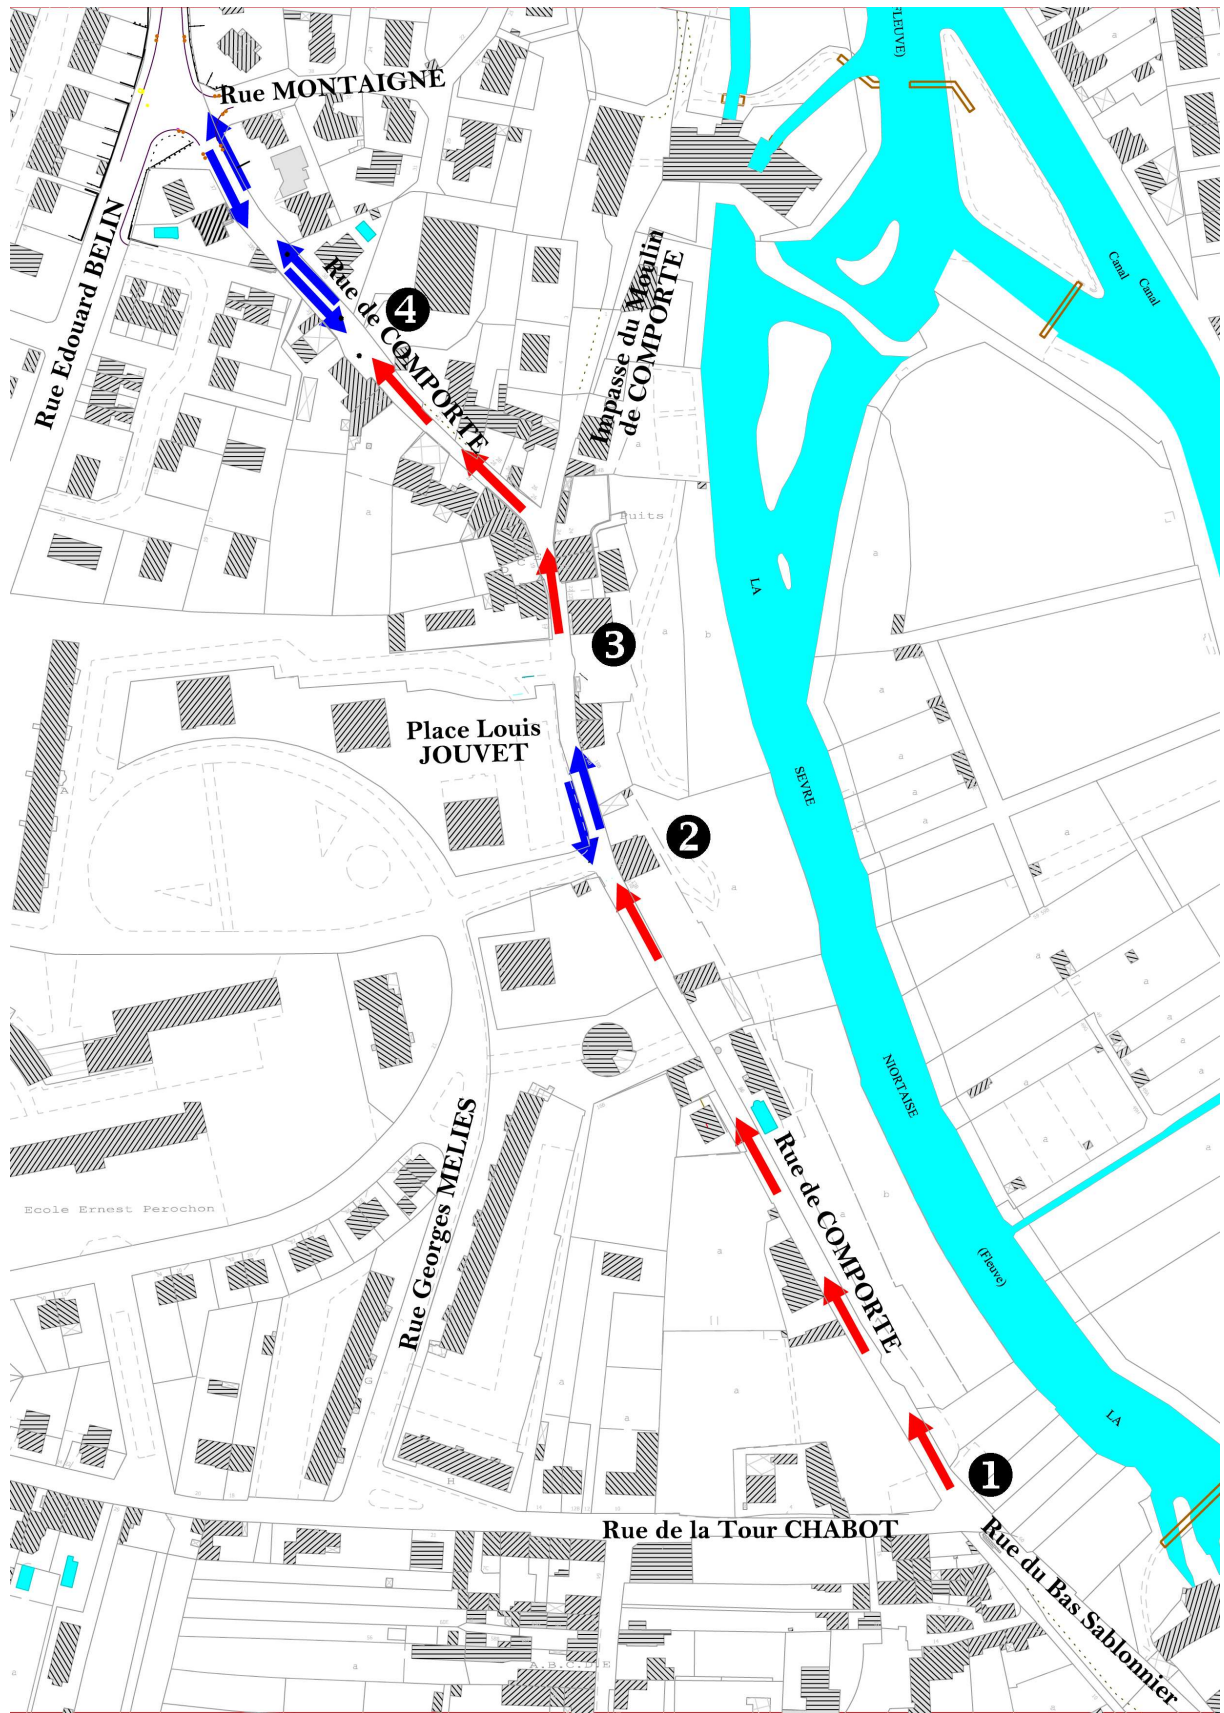 (FLEUVE)
Rue MONTAIGNE
Rue Edouard BELIN
Canal
Canal
Rue de COMPORTE
4
Impasse du Moulin
de COMPORTE
Puits
LA
3
Place Louis
JOUVET
SEVRE
2
NIORTAISE
Ecole Ernest Perochon
Rue Georges MELIES
Rue de COMPORTE
(Fleuve)
LA
1
Rue de la Tour CHABOT
Rue du Bas Sablonnier
A.B.C.D.E